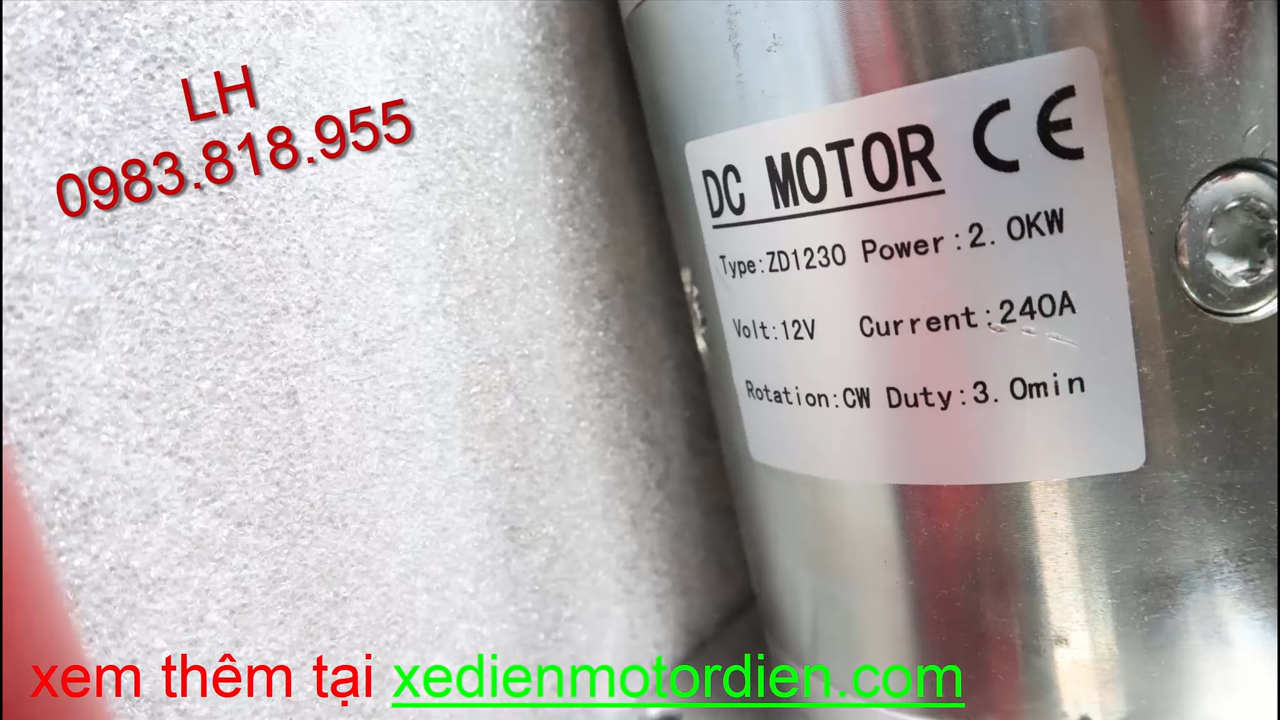 LH
0983.818.955
DC MOTOR CE
Type:ZD1230 Power:2.0KW
Volt:12V Current:240A
Rotation:CW Duty:3.0min
xem thêm tại xedienmotordien.com